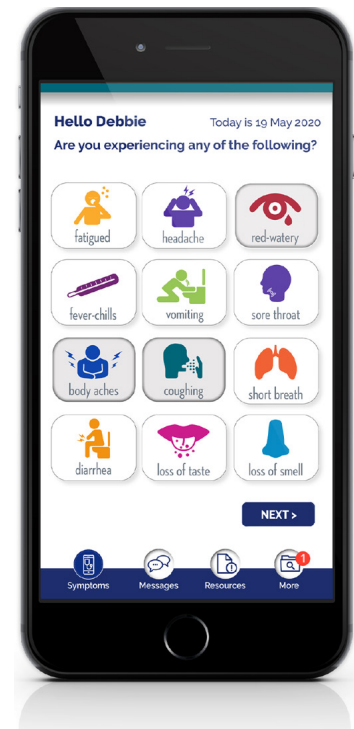 Hello Debbie
Today is 19 May 2020
Are you experiencing any of the following?
fatigued
headache
red-watery
fever-chills
vomiting
sore throat
body aches
coughing
short breath
diarrhea
loss of taste
loss of smell
NEXT >
1
Symptoms
Messages
Resources
More